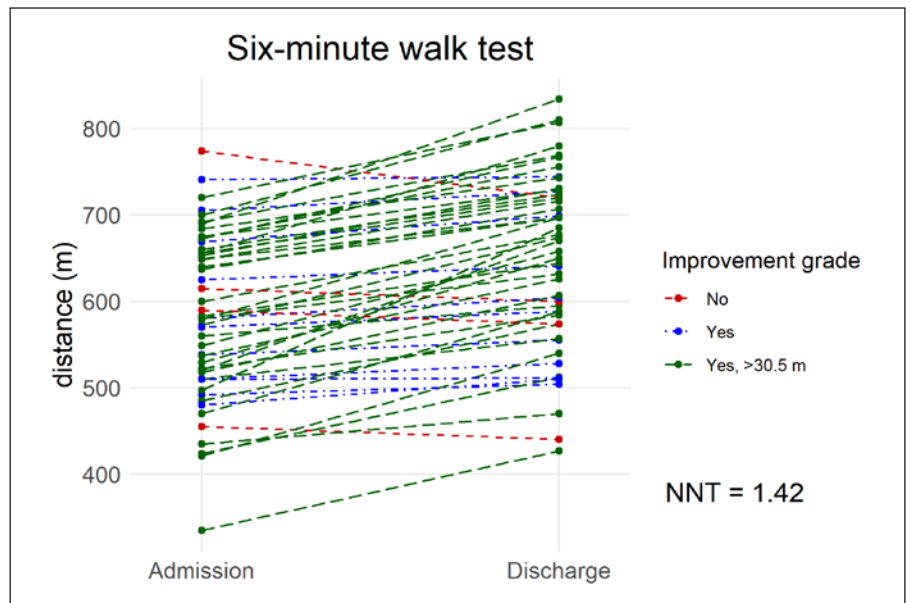 Six-minute walk test
800
700
600
500
400
distance (m)
Admission
Discharge
Improvement grade
No
Yes
Yes, >30.5 m
NNT = 1.42